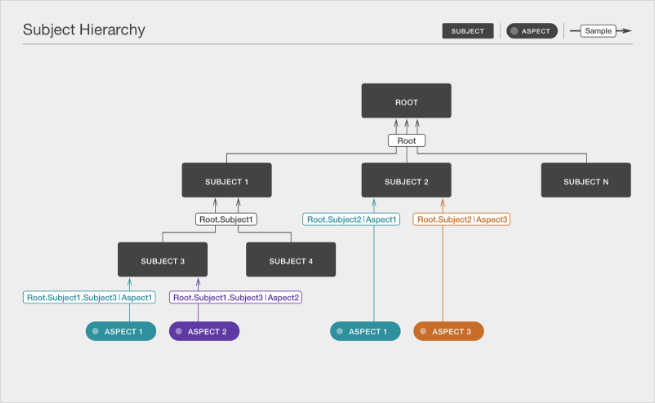 Subject Hierarchy
SUBJECT
ASPECT
Sample
ROOT
Root
SUBJECT 1
SUBJECT 2
SUBJECT N
Root.Subject1
Root.Subject2|Aspect1
Root.Subject2|Aspect3
SUBJECT 3
SUBJECT 4
Root.Subject1.Subject3|Aspect1
Root.Subject1.Subject3|Aspect2
ASPECT 1
ASPECT 2
ASPECT 1
ASPECT 3